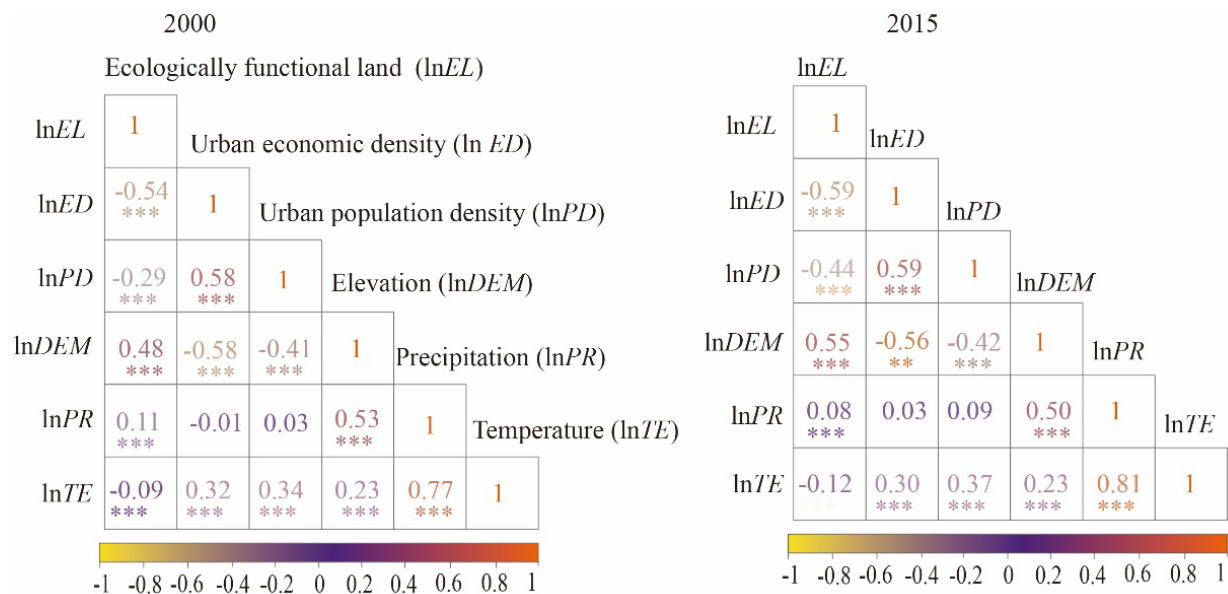 2000
Ecologically functional land (lnEL)
lnEL 1 Urban economic density (ln ED)
lnED -0.54 1 Urban population density (lnPD)
***
lnPD -0.29 0.58 1 Elevation (lnDEM)
*** ***
lnDEM 0.48 -0.58 -0.41 1 Precipitation (lnPR)
*** *** ***
lnPR 0.11 -0.01 0.03 0.53 1 Temperature (lnTE)
*** ***
lnTE -0.09 0.32 0.34 0.23 0.77 1
*** *** *** *** ***
-1 -0.8 -0.6 -0.4 -0.2 0 0.2 0.4 0.6 0.8 1
2015
lnEL
lnEL 1 lnED
lnED -0.59 1 lnPD
***
lnPD -0.44 0.59 1 lnDEM
*** ***
lnDEM 0.55 -0.56 -0.42 1 lnPR
*** ** ***
lnPR 0.08 0.03 0.09 0.50 1 lnTE
*** ***
lnTE -0.12 0.30 0.37 0.23 0.81 1
*** *** *** ***
-1 -0.8 -0.6 -0.4 -0.2 0 0.2 0.4 0.6 0.8 1